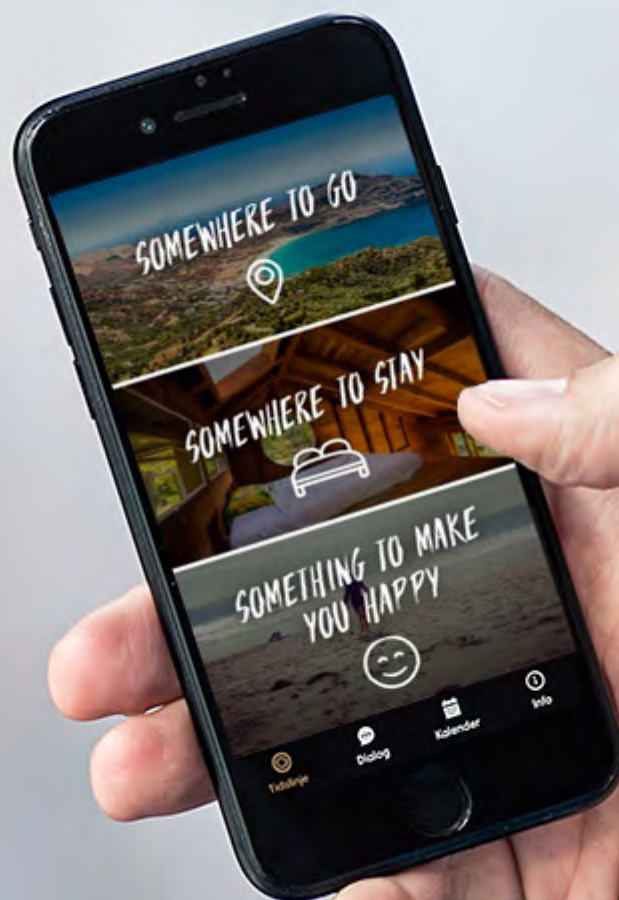 SOMEWHERE TO GO
SOMEWHERE TO STAY
SOMETHING TO MAKE
YOU HAPPY
Tidslinje
Dialog
Kalender
Info